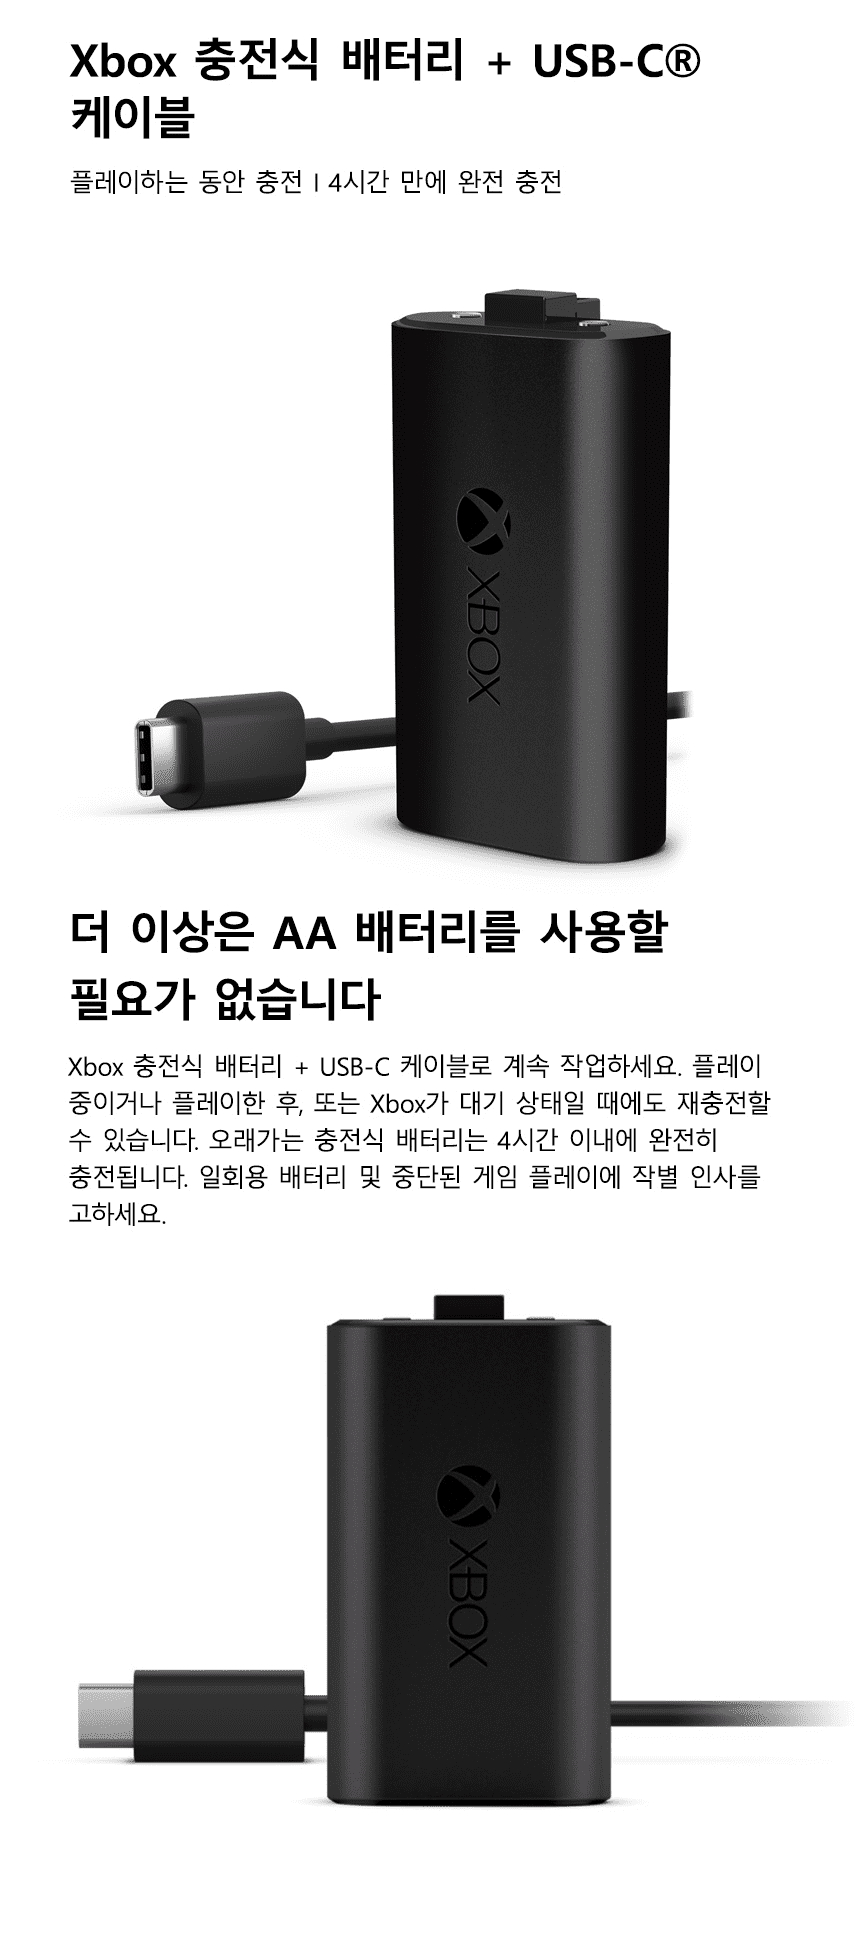 Xbox 충전식 배터리 + USB-C®
케이블
플레이하는 동안 충전 I 4시간 만에 완전 충전
XBOX
더 이상은 AA 배터리를 사용할
필요가 없습니다
Xbox 충전식 배터리 + USB-C 케이블로 계속 작업하세요. 플레이
중이거나 플레이한 후, 또는 Xbox가 대기 상태일 때에도 재충전할
수 있습니다. 오래가는 충전식 배터리는 4시간 이내에 완전히
충전됩니다. 일회용 배터리 및 중단된 게임 플레이에 작별 인사를
고하세요.
XBOX